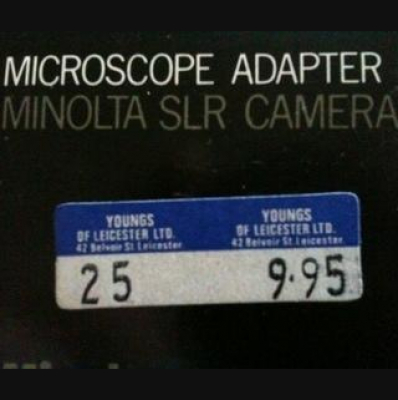 MICROSCOPE ADAPTER
MINOLTA SLR CAMERA
YOUNGS
OF LEICESTER LTD.
42 Belvoir St Leicester
25
YOUNGS
OF LEICESTER LTD.
42 Belvoir St Leicester
9.95